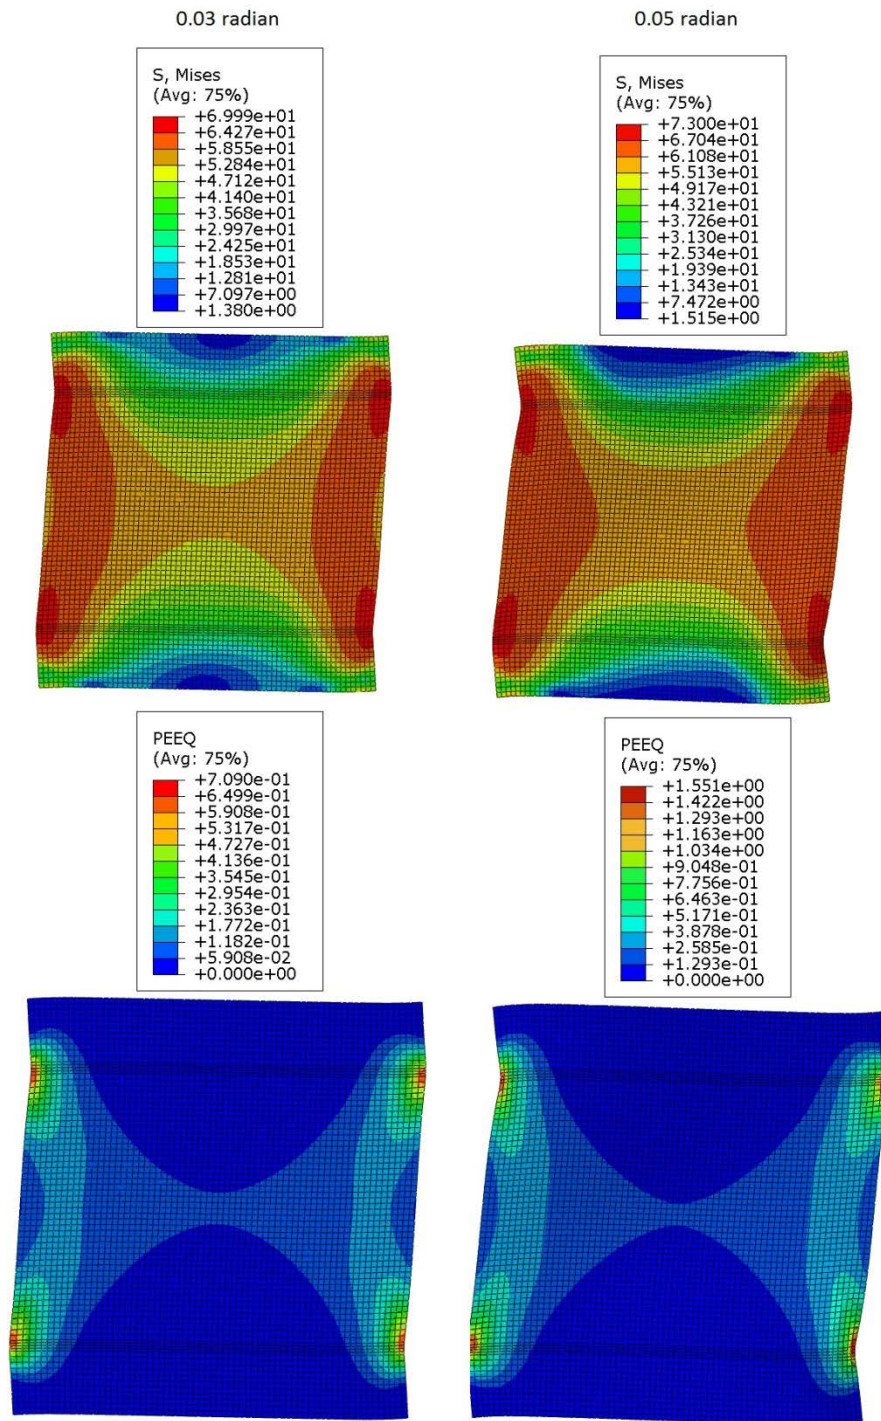 0.03 radian
S, Mises
(Avg: 75%)
+6.999e+01
+6.427e+01
+5.855e+01
+5.284e+01
+4.712e+01
+4.140e+01
+3.568e+01
+2.997e+01
+2.425e+01
+1.853e+01
+1.281e+01
+7.097e+00
+1.380e+00
0.05 radian
S, Mises
(Avg: 75%)
+7.300e+01
+6.704e+01
+6.108e+01
+5.513e+01
+4.917e+01
+4.321e+01
+3.726e+01
+3.130e+01
+2.534e+01
+1.939e+01
+1.343e+01
+7.472e+00
+1.515e+00
PEEQ
(Avg: 75%)
+7.090e-01
+6.499e-01
+5.908e-01
+5.317e-01
+4.727e-01
+4.136e-01
+3.545e-01
+2.954e-01
+2.363e-01
+1.772e-01
+1.182e-01
+5.908e-02
+0.000e+00
PEEQ
(Avg: 75%)
+1.551e+00
+1.422e+00
+1.293e+00
+1.163e+00
+1.034e+00
+9.048e-01
+7.756e-01
+6.463e-01
+5.171e-01
+3.878e-01
+2.585e-01
+1.293e-01
+0.000e+00